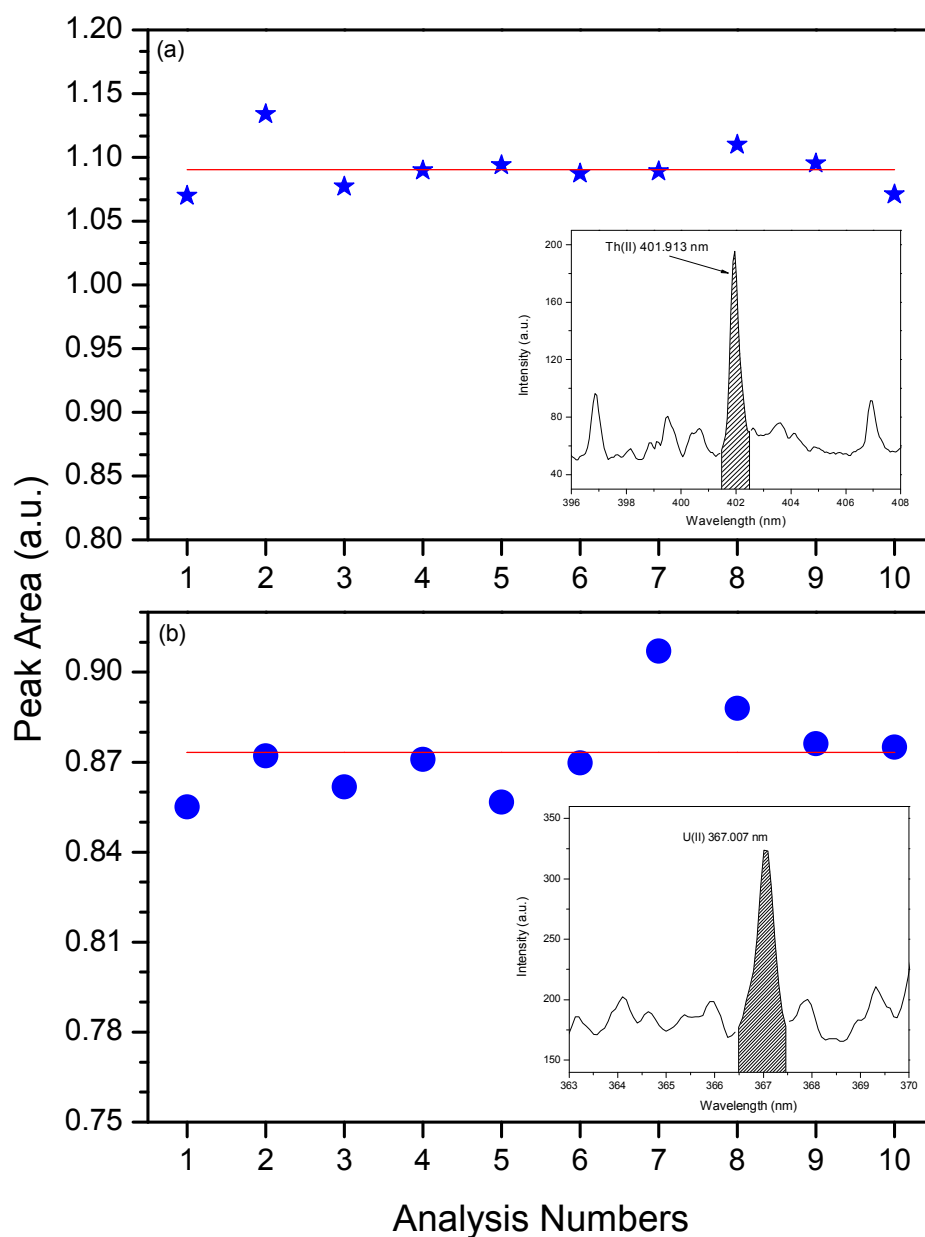 Peak Area (a.u.)
(a)
1.20
1.15
1.10
1.05
1.00
0.95
0.90
0.85
0.80
1 2 3 4 5 6 7 8 9 10
Th(II) 401.913 nm
Intensity (a.u.)
200
160
120
80
40
396 398 400 402 404 406 408
Wavelength (nm)
(b)
0.90
0.87
0.84
0.81
0.78
0.75
1 2 3 4 5 6 7 8 9 10
U(II) 367.007 nm
Intensity (a.u.)
350
300
250
200
150
363 364 365 366 367 368 369 370
Wavelength (nm)
Analysis Numbers